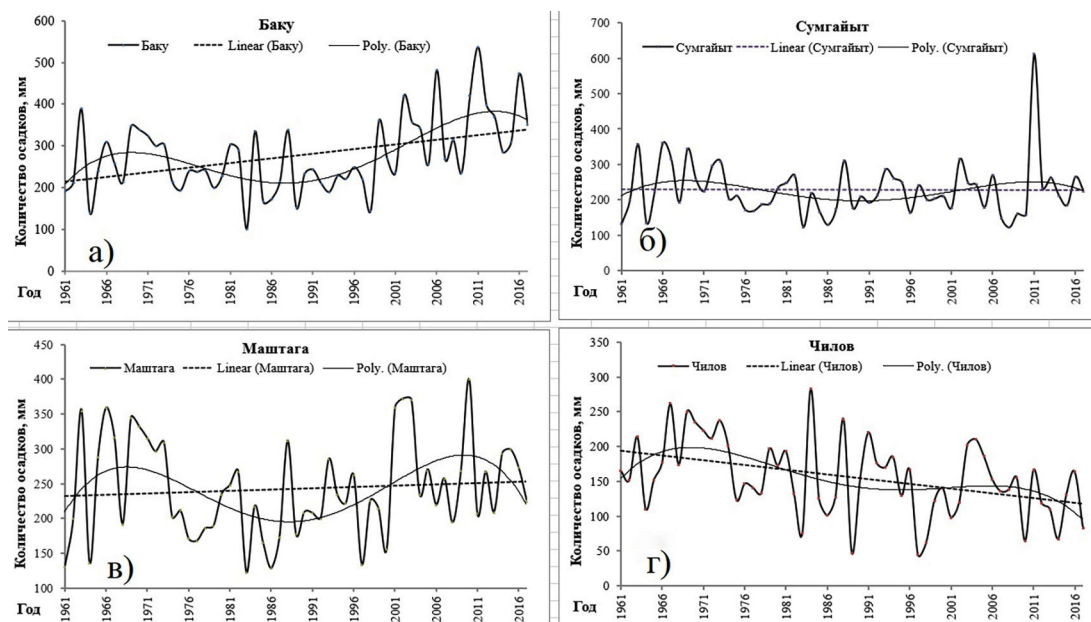 Баку
Баку Linear (Баку) Poly. (Баку)
Количество осадков, мм
600
500
400
300
200
100
0
а)
Год
1961 1966 1971 1976 1981 1986 1991 1996 2001 2006 2011 2016
Сумгайыт
Сумгайыт Linear (Сумгайыт) Poly. (Сумгайыт)
Количество осадков, мм
700
600
500
400
300
200
100
0
б)
Год
1961 1966 1971 1976 1981 1986 1991 1996 2001 2006 2011 2016
Маштага
Маштага Linear (Маштага) Poly. (Маштага)
Количество осадков, мм
450
400
350
300
250
200
150
100
в)
Год
1961 1966 1971 1976 1981 1986 1991 1996 2001 2006 2011 2016
Чилов
Чилов Linear (Чилов) Poly. (Чилов)
Количество осадков, мм
350
300
250
200
150
100
50
0
г)
Год
1961 1966 1971 1976 1981 1986 1991 1996 2001 2006 2011 2016